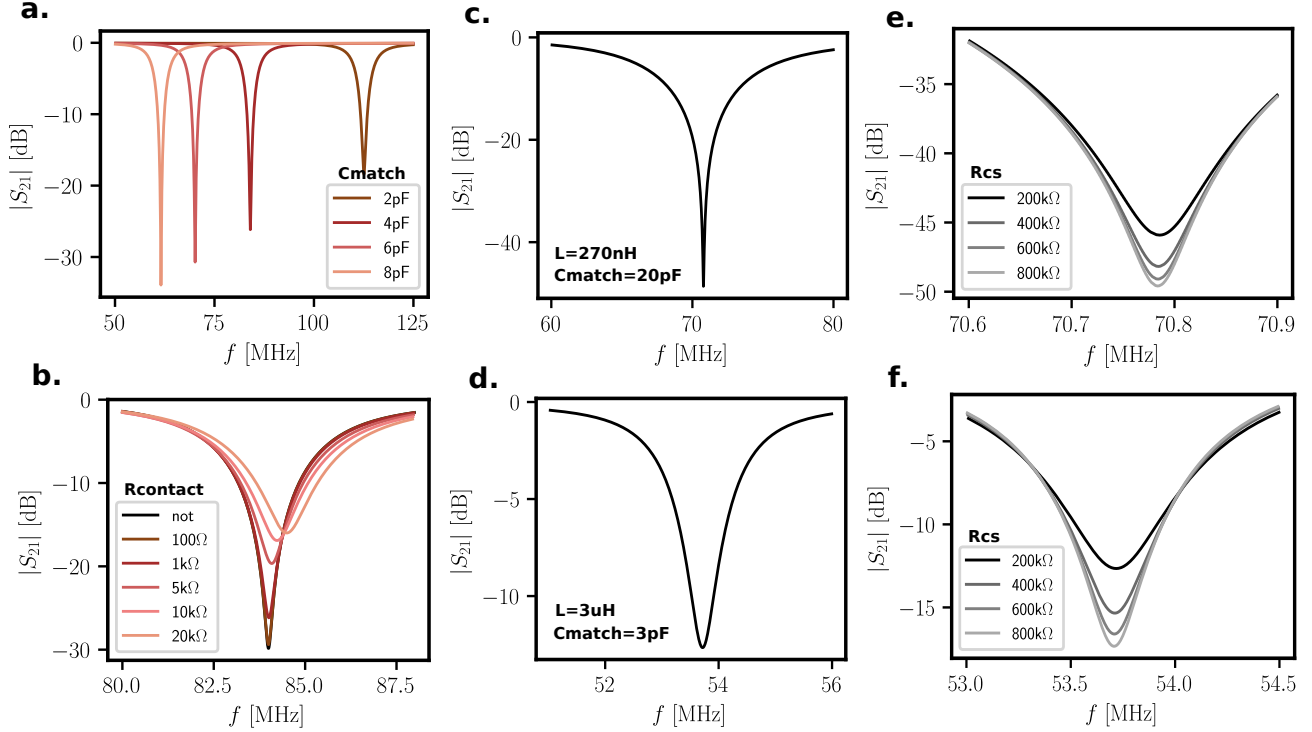 a.
0
−10
−20
−30
|S21| [dB]
50
75
100
125
f [MHz]
Cmatch
2pF
4pF
6pF
8pF
b.
0
−10
−20
−30
|S21| [dB]
80.0
82.5
85.0
87.5
f [MHz]
Rcontact
not
100Ω
1kΩ
5kΩ
10kΩ
20kΩ
c.
0
−20
−40
|S21| [dB]
60
70
80
f [MHz]
L=270nH
Cmatch=20pF
d.
0
−5
−10
|S21| [dB]
52
54
56
f [MHz]
L=3uH
Cmatch=3pF
e.
−35
−40
−45
−50
|S21| [dB]
70.6
70.7
70.8
70.9
f [MHz]
Rcs
200kΩ
400kΩ
600kΩ
800kΩ
f.
−5
−10
−15
|S21| [dB]
53.0
53.5
54.0
54.5
f [MHz]
Rcs
200kΩ
400kΩ
600kΩ
800kΩ